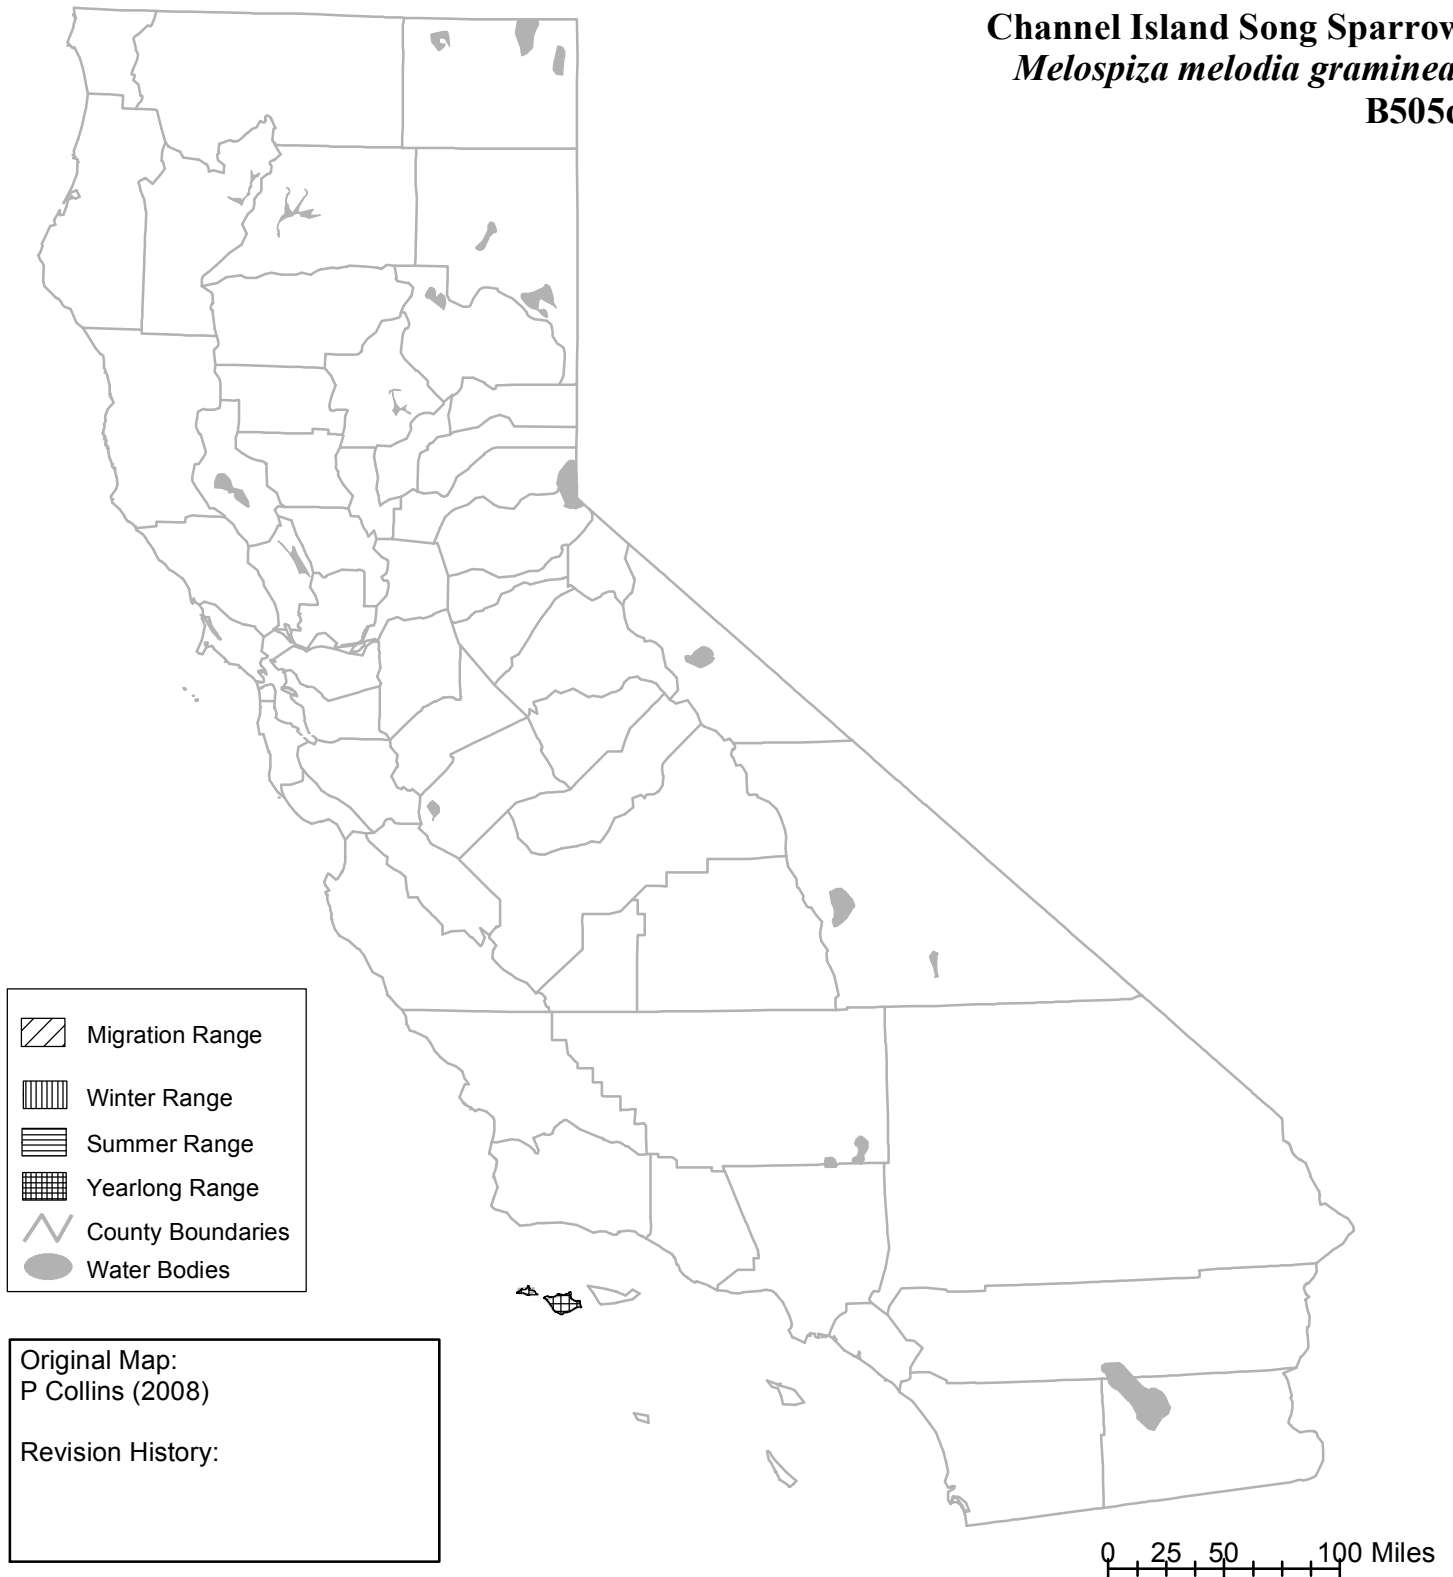 Channel Island Song Sparrow
Melospiza melodia graminea
B505c
Migration Range
Winter Range
Summer Range
Yearlong Range
County Boundaries
Water Bodies
Original Map:
P Collins (2008)
Revision History:
0 25 50 100 Miles